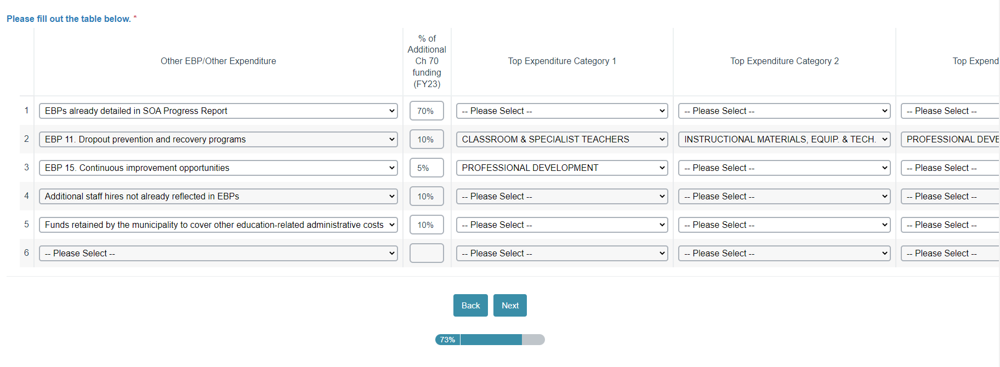 Please fill out the table below. *
Other EBP/Other Expenditure
% of
Additional
Ch 70
funding
(FY23)
Top Expenditure Category 1
Top Expenditure Category 2
Top Expend
1 EBPs already detailed in SOA Progress Report 70% -- Please Select -- -- Please Select -- -- Please Select --
2 EBP 11. Dropout prevention and recovery programs 10% CLASSROOM & SPECIALIST TEACHERS INSTRUCTIONAL MATERIALS, EQUIP. & TECH. PROFESSIONAL DEVE
3 EBP 15. Continuous improvement opportunities 5% PROFESSIONAL DEVELOPMENT -- Please Select -- -- Please Select --
4 Additional staff hires not already reflected in EBPs 10% -- Please Select -- -- Please Select -- -- Please Select --
5 Funds retained by the municipality to cover other education-related administrative costs 10% -- Please Select -- -- Please Select -- -- Please Select --
6 -- Please Select -- -- Please Select -- -- Please Select -- -- Please Select --
Back Next
73%